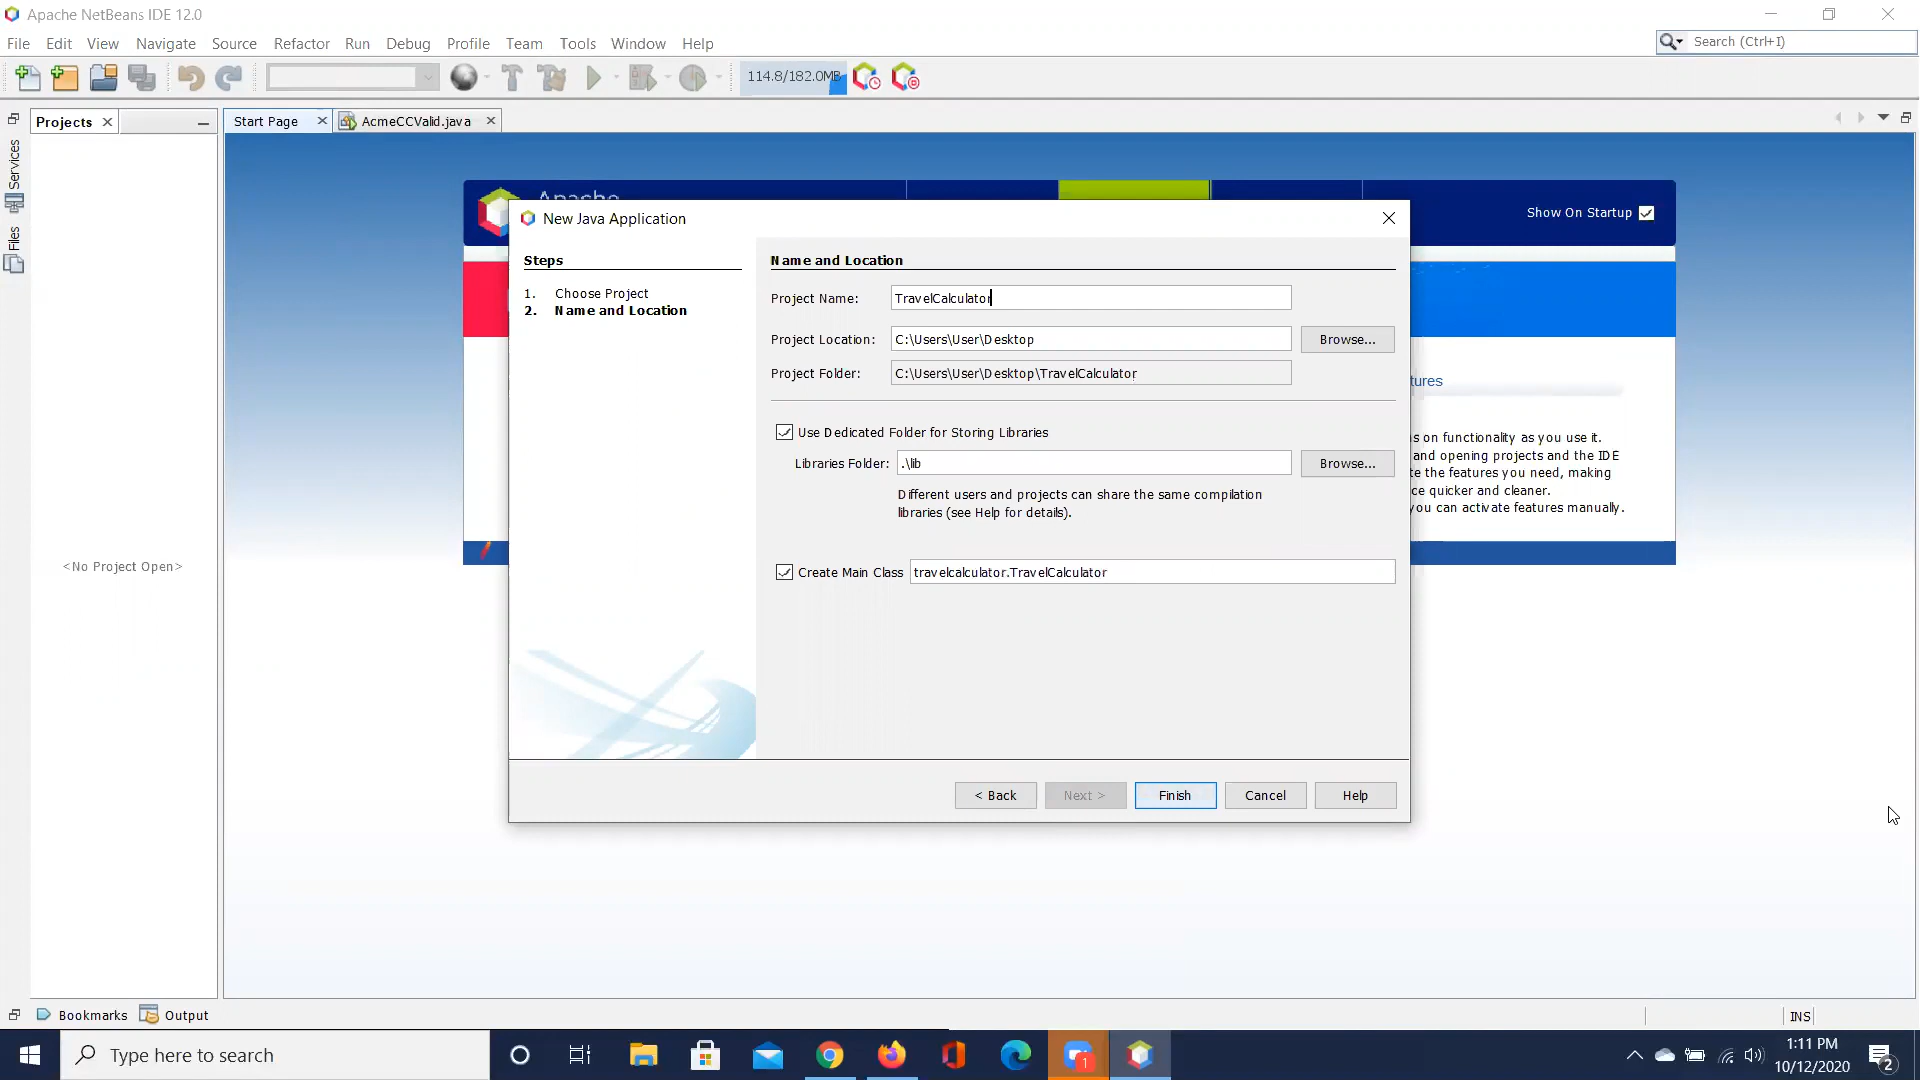 Apache NetBeans IDE 12.0
File Edit View Navigate Source Refactor Run Debug Profile Team Tools Window Help
Search (Ctrl+I)
114.8/182.0MB
Projects
Start Page
AcmeCCValid.java
Services
Files
<No Project Open>
Apache
Show On Startup
New Java Application
Steps
1. Choose Project
2. Name and Location
Name and Location
Project Name: TravelCalculator
Project Location: C:\Users\User\Desktop Browse...
Project Folder: C:\Users\User\Desktop\TravelCalculator
Use Dedicated Folder for Storing Libraries
Libraries Folder: .\lib Browse...
Different users and projects can share the same compilation
libraries (see Help for details).
Create Main Class travelcalculator.TravelCalculator
< Back Next > Finish Cancel Help
tures
s on functionality as you use it.
and opening projects and the IDE
te the features you need, making
ce quicker and cleaner.
you can activate features manually.
Bookmarks Output
INS
Type here to search
1
1:11 PM
10/12/2020
2